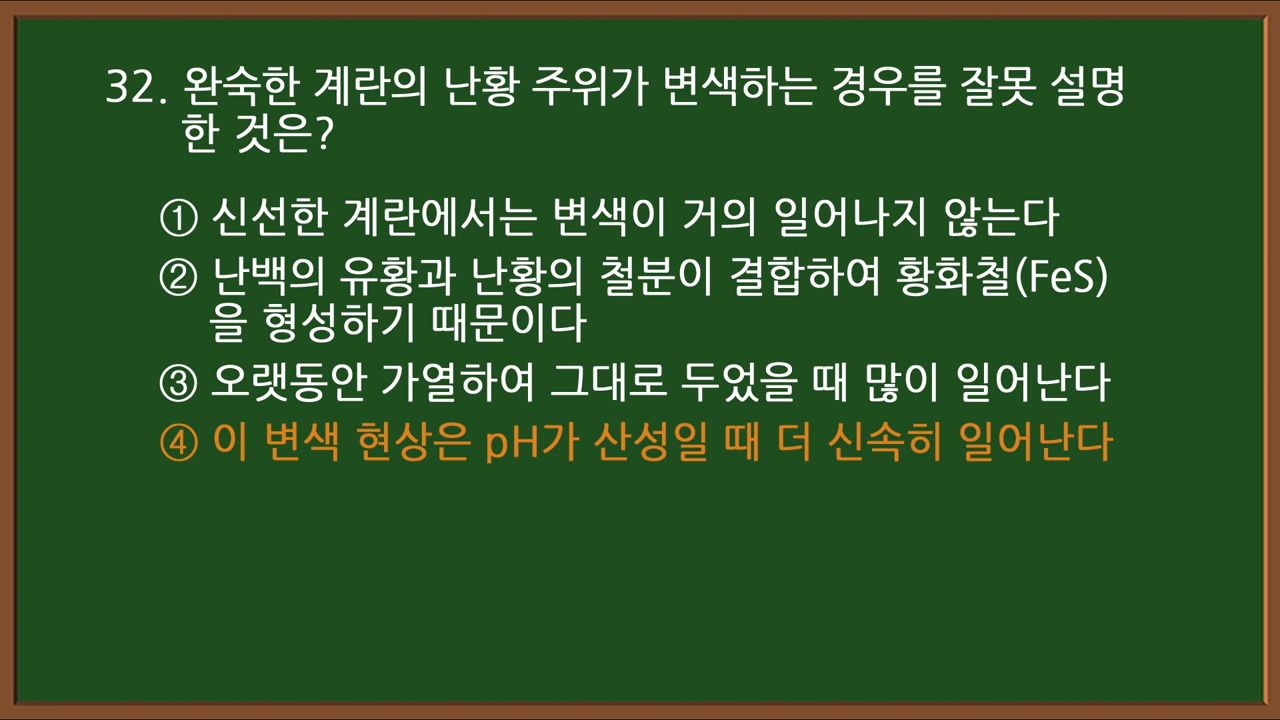 32. 완숙한 계란의 난황 주위가 변색하는 경우를 잘못 설명
한 것은?
① 신선한 계란에서는 변색이 거의 일어나지 않는다
② 난백의 유황과 난황의 철분이 결합하여 황화철(FeS)
을 형성하기 때문이다
③ 오랫동안 가열하여 그대로 두었을 때 많이 일어난다
④ 이 변색 현상은 pH가 산성일 때 더 신속히 일어난다